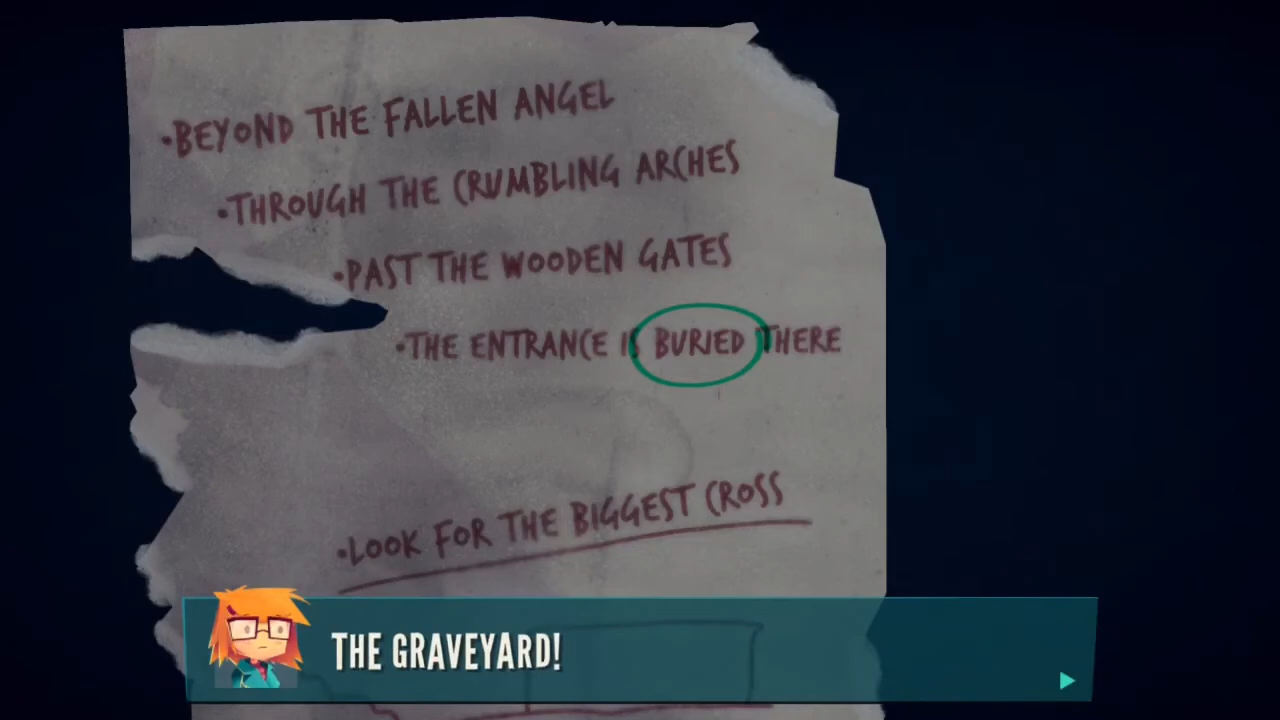 •BEYOND THE FALLEN ANGEL
•THROUGH THE CRUMBLING ARCHES
•PAST THE WOODEN GATES
•THE ENTRANCE IS BURIED THERE
•LOOK FOR THE BIGGEST CROSS
THE GRAVEYARD!